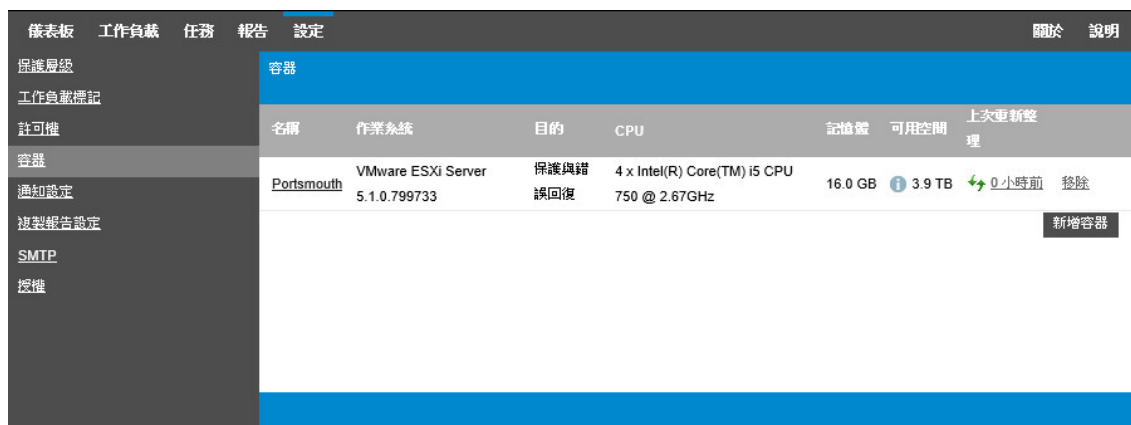 儀表板 工作負載 任務 報告 設定 關於 說明
保護層級
工作負載標記
許可權
容器
通知設定
複製報告設定
SMTP
授權
容器
名稱 作業系統 目的 CPU 記憶體 可用空間 上次重新整
理
Portsmouth VMware ESXi Server 保護與錯 4 x Intel(R) Core(TM) i5 CPU 16.0 GB 3.9 TB 0 小時前 移除
5.1.0.799733 誤回復 750 @ 2.67GHz
新增容器